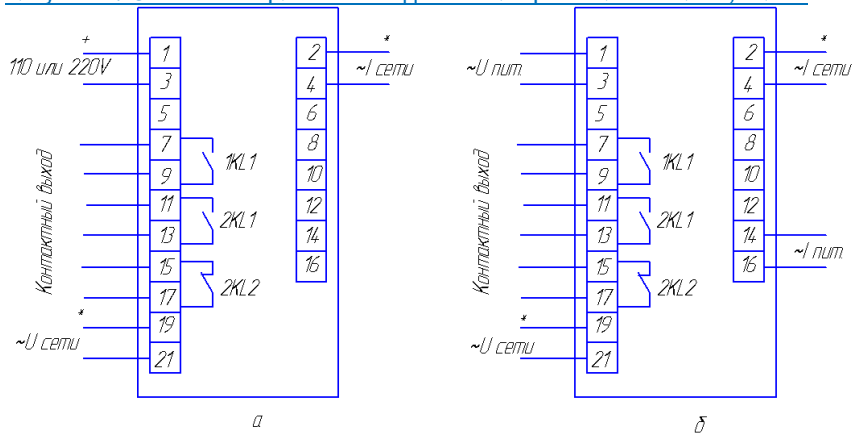 +
110 или 220V
Контактный выход
*
~U сети
1
3
5
7
9
11
13
15
17
19
21
1KL1
2KL1
2KL2
2
4
6
8
10
12
14
16
*
~I сети
а
~U пит.
Контактный выход
*
~U сети
1
3
5
7
9
11
13
15
17
19
21
1KL1
2KL1
2KL2
2
4
6
8
10
12
14
16
*
~I сети
~I пит.
б